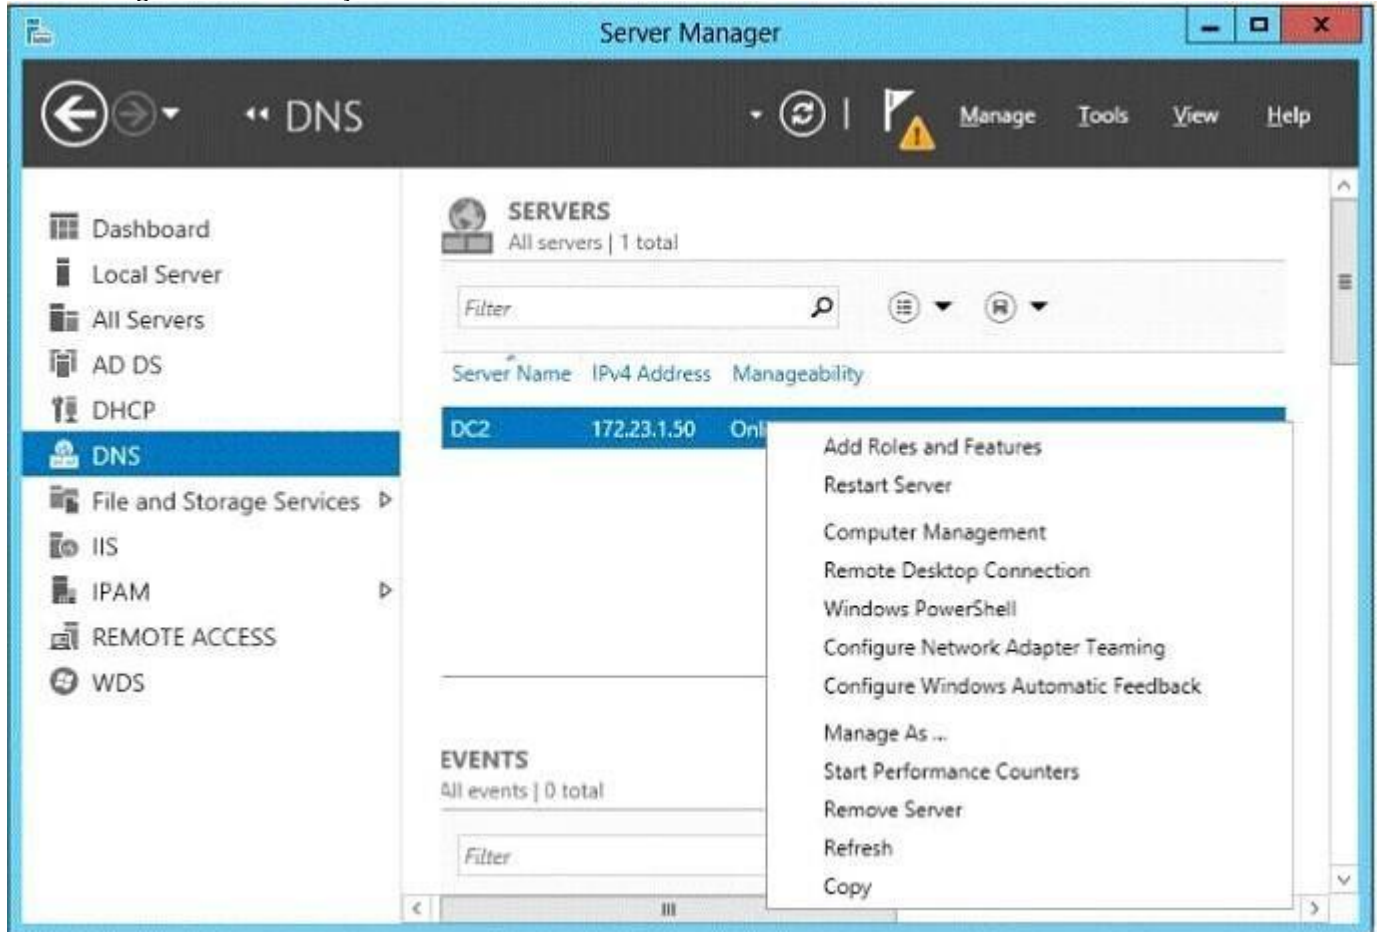 Server Manager
DNS
Manage Tools View Help
Dashboard
Local Server
All Servers
AD DS
DHCP
DNS
File and Storage Services
IIS
IPAM
REMOTE ACCESS
WDS
SERVERS
All servers | 1 total
Filter
Server Name IPv4 Address Manageability
DC2 172.23.1.50 Onl
Add Roles and Features
Restart Server
Computer Management
Remote Desktop Connection
Windows PowerShell
Configure Network Adapter Teaming
Configure Windows Automatic Feedback
Manage As ...
Start Performance Counters
Remove Server
Refresh
Copy
EVENTS
All events | 0 total
Filter